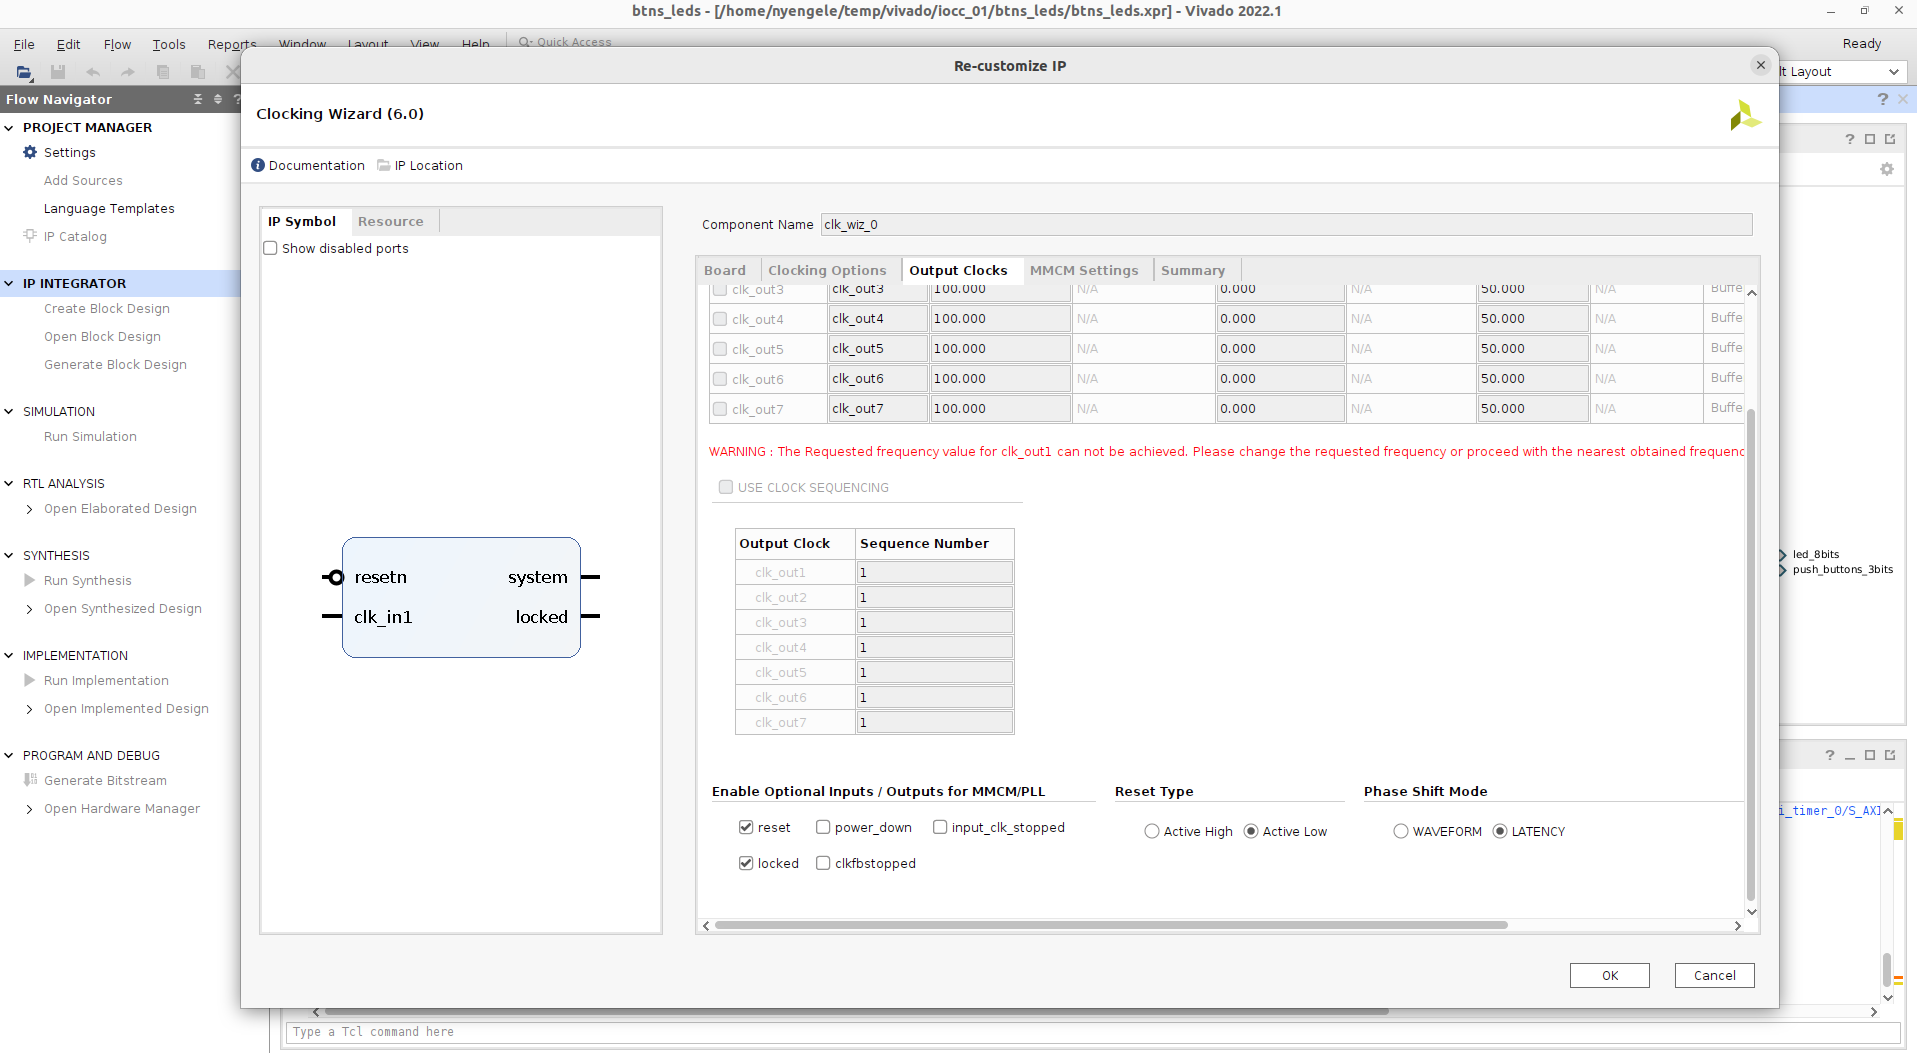 btns_leds - [/home/nyengele/temp/vivado/iocc_01/btns_leds/btns_leds.xpr] - Vivado 2022.1
File Edit Flow Tools Reports Window Layout View Help Quick Access
Ready
lt Layout
Flow Navigator
?
PROJECT MANAGER
Settings
Add Sources
Language Templates
IP Catalog
IP INTEGRATOR
Create Block Design
Open Block Design
Generate Block Design
SIMULATION
Run Simulation
RTL ANALYSIS
Open Elaborated Design
SYNTHESIS
Run Synthesis
Open Synthesized Design
IMPLEMENTATION
Run Implementation
Open Implemented Design
PROGRAM AND DEBUG
Generate Bitstream
Open Hardware Manager
Re-customize IP
Clocking Wizard (6.0)
Documentation IP Location
IP Symbol Resource
Show disabled ports
resetn system
clk_in1 locked
Component Name clk_wiz_0
Board Clocking Options Output Clocks MMCM Settings Summary
clk_out3 clk_out3 100.000 N/A 0.000 N/A 50.000 N/A Buffe
clk_out4 clk_out4 100.000 N/A 0.000 N/A 50.000 N/A Buffe
clk_out5 clk_out5 100.000 N/A 0.000 N/A 50.000 N/A Buffe
clk_out6 clk_out6 100.000 N/A 0.000 N/A 50.000 N/A Buffe
clk_out7 clk_out7 100.000 N/A 0.000 N/A 50.000 N/A Buffe
WARNING : The Requested frequency value for clk_out1 can not be achieved. Please change the requested frequency or proceed with the nearest obtained frequenc
USE CLOCK SEQUENCING
Output Clock Sequence Number
clk_out1 1
clk_out2 1
clk_out3 1
clk_out4 1
clk_out5 1
clk_out6 1
clk_out7 1
Enable Optional Inputs / Outputs for MMCM/PLL Reset Type Phase Shift Mode
reset power_down input_clk_stopped Active High Active Low WAVEFORM LATENCY
locked clkfbstopped
OK Cancel
?
?
led_8bits
push_buttons_3bits
?
i_timer_0/S_AXI
Type a Tcl command here